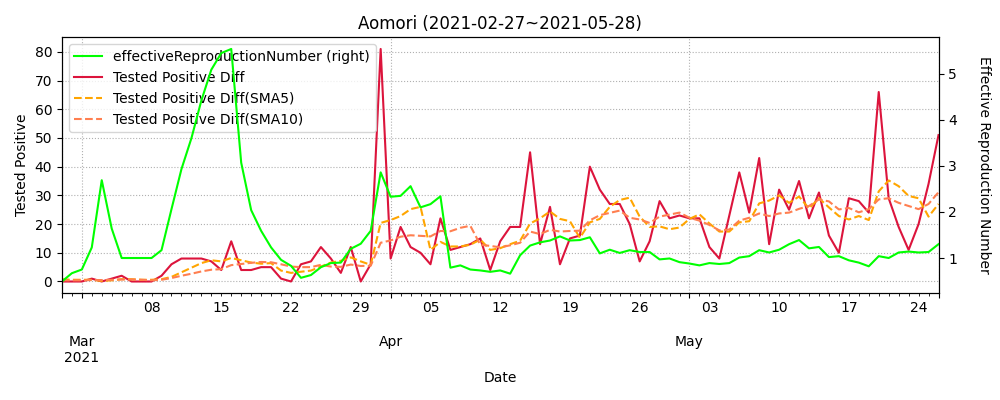 Aomori (2021-02-27~2021-05-28)
effectiveReproductionNumber (right)
Tested Positive Diff
Tested Positive Diff(SMA5)
Tested Positive Diff(SMA10)
Tested Positive
80
70
60
50
40
30
20
10
0
5
4
3
2
1
Effective Reproduction Number
08 15 22 29 05 12 19 26 03 10 17 24
Mar Apr May
2021
Date